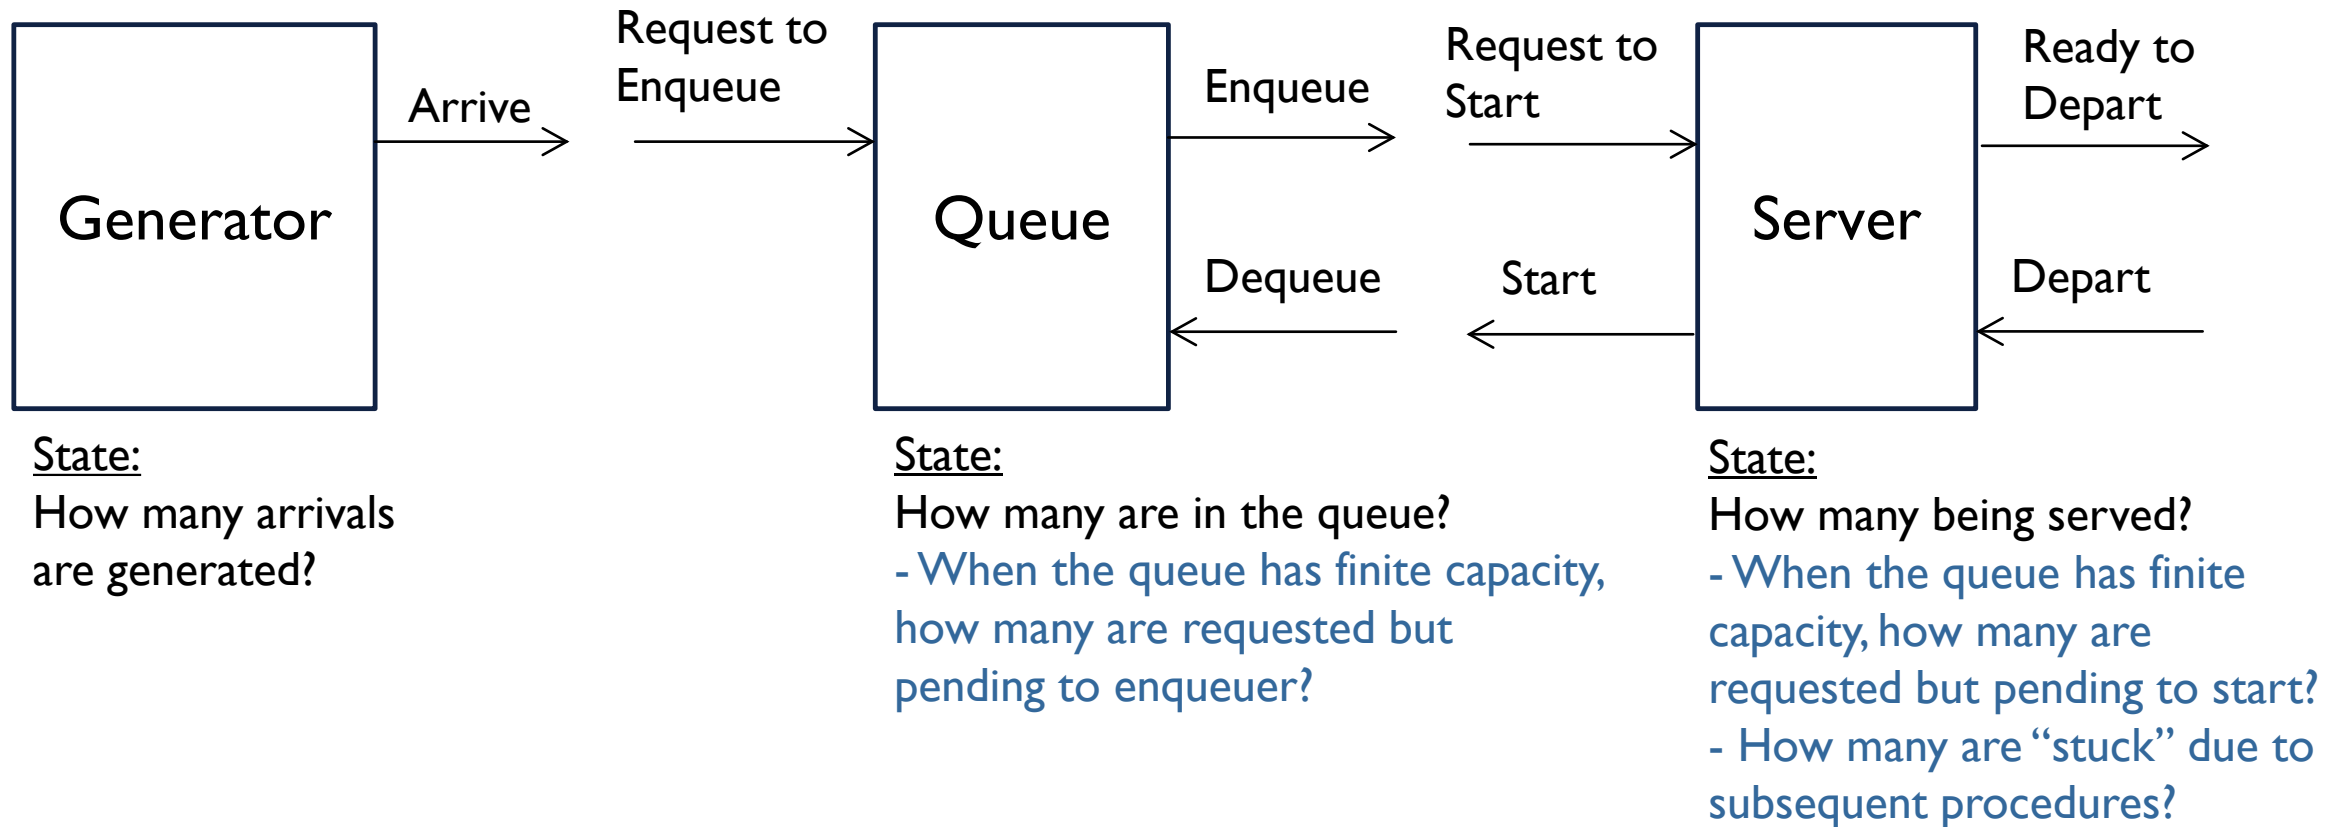 Generator
Arrive
Request to
Enqueue
Queue
Enqueue
Dequeue
Request to
Start
Start
Server
Ready to
Depart
Depart
State:
How many arrivals
are generated?
State:
How many are in the queue?
- When the queue has finite capacity,
how many are requested but
pending to enqueuer?
State:
How many being served?
- When the queue has finite
capacity, how many are
requested but pending to start?
- How many are “stuck” due to
subsequent procedures?